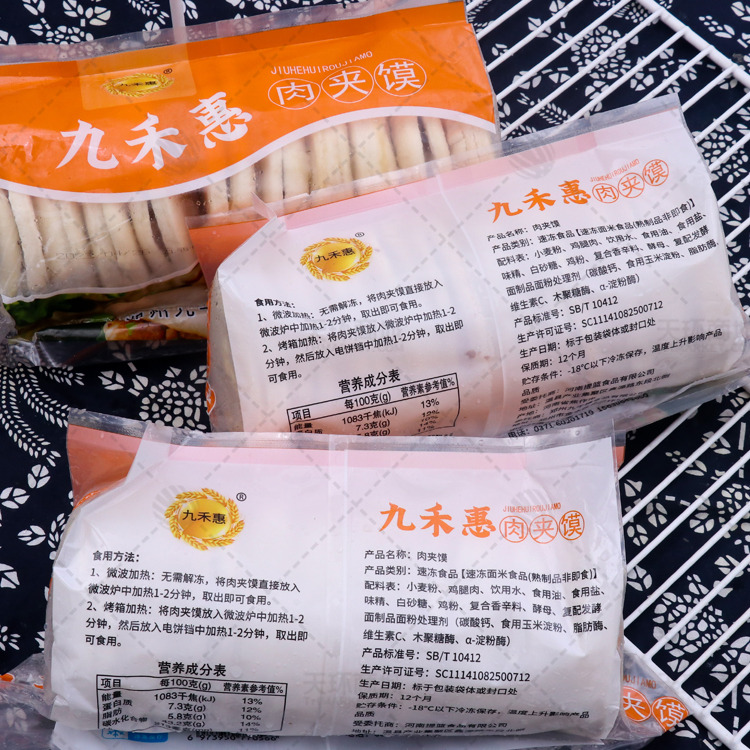 九禾惠®
JIUHEHUIROUJIAMO
肉夹馍
九禾惠
九禾惠
JIUHEHUIROUJIAMO
九禾惠肉夹馍
食用方法:
1、微波加热:无需解冻,将肉夹馍直接放入
微波炉中加热1-2分钟,取出即可食用。
2、烤箱加热:将肉夹馍放入微波炉中加热1-2
分钟,然后放入电饼铛中加热1-2分钟,取出即
可食用。
营养成分表
项目 每100克(g) 营养素参考值%
能量 1083千焦(kJ) 13%
7.3克(g)
产品名称:肉夹馍
产品类别:速冻食品【速冻面米食品(熟制品非即食)】
配料表:小麦粉、鸡腿肉、饮用水、食用油、食用盐、
味精、白砂糖、鸡粉、复合香辛料、酵母、复配发酵
面制品面粉处理剂(碳酸钙、食用玉米淀粉、脂肪酶、
维生素C、木聚糖酶、α-淀粉酶)
产品标准号:SB/T 10412
生产许可证号:SC11141082500712
生产日期:标于包装袋体或封口处
保质期:12个月
贮存条件:-18℃以下冷冻保存,温度上升影响产品
九禾惠®
JIUHEHUIROUJIAMO
九禾惠肉夹馍
食用方法:
1、微波加热:无需解冻,将肉夹馍直接放入
微波炉中加热1-2分钟,取出即可食用。
2、烤箱加热:将肉夹馍放入微波炉中加热1-2
分钟,然后放入电饼铛中加热1-2分钟,取出即
可食用。
营养成分表
项目 每100克(g) 营养素参考值%
能量 1083千焦(kJ) 13%
蛋白质 7.3克(g) 12%
脂肪 5.8克(g) 10%
碳水化合物 14%
产品名称:肉夹馍
产品类别:速冻食品【速冻面米食品(熟制品非即食)】
配料表:小麦粉、鸡腿肉、饮用水、食用油、食用盐、
味精、白砂糖、鸡粉、复合香辛料、酵母、复配发酵
面制品面粉处理剂(碳酸钙、食用玉米淀粉、脂肪酶、
维生素C、木聚糖酶、α-淀粉酶)
产品标准号:SB/T 10412
生产许可证号:SC11141082500712
生产日期:标于包装袋体或封口处
保质期:12个月
贮存条件:-18℃以下冷冻保存,温度上升影响产品
夹馍